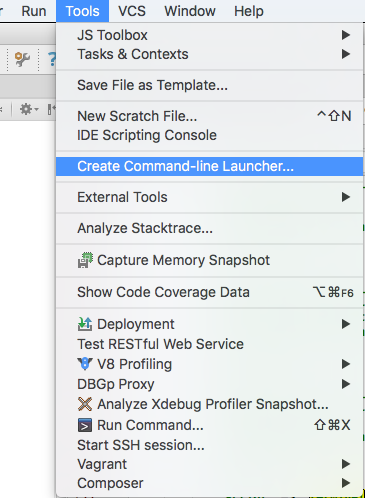 r Run Tools VCS Window Help
JS Toolbox
Tasks & Contexts
Save File as Template...
New Scratch File... ^⇧N
IDE Scripting Console
Create Command-line Launcher...
External Tools
Analyze Stacktrace...
Capture Memory Snapshot
Show Code Coverage Data ⌥⌘F6
Deployment
Test RESTful Web Service
V8 Profiling
DBGp Proxy
Analyze Xdebug Profiler Snapshot...
Run Command... ⇧⌘X
Start SSH session...
Vagrant
Composer